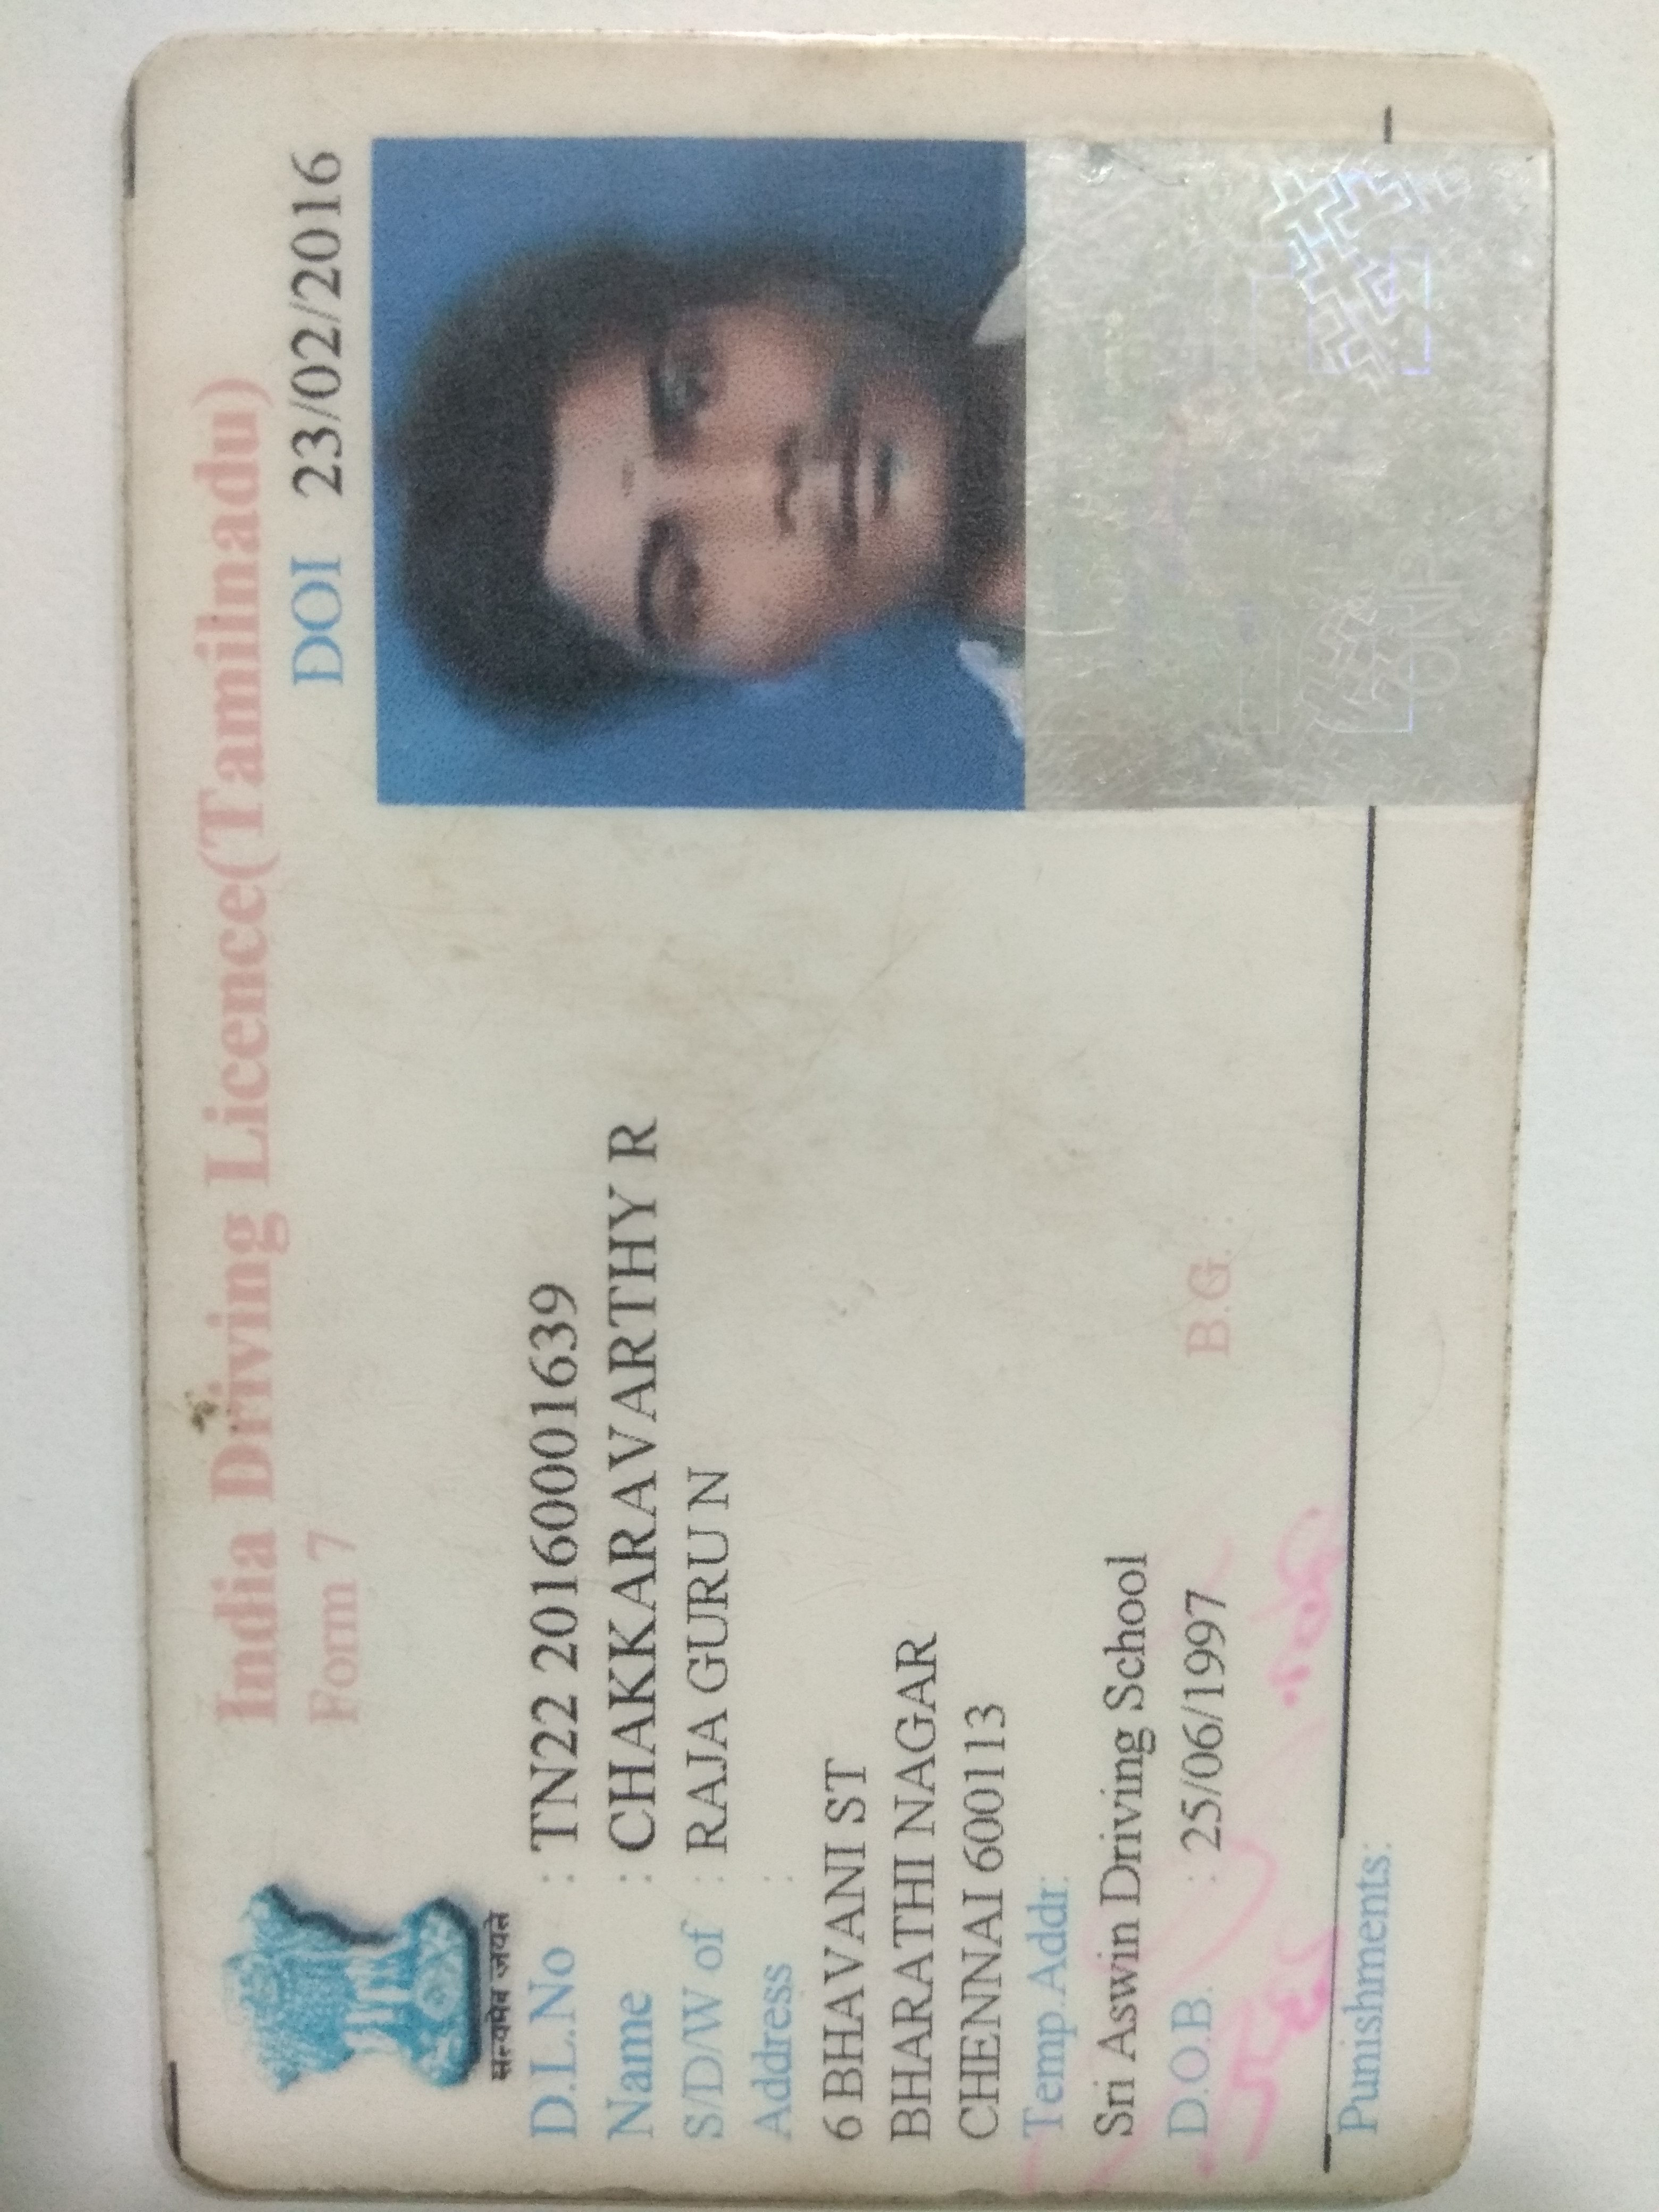 India Driving Licence(Tamilnadu)
Form 7
DOI 23/02/2016
सत्यमेव जयते
D.L.No : TN22 20160001639
Name : CHAKKARAVARTHY R
S/D/W of : RAJA GURU N
Address :
6 BHAVANI ST
BHARATHI NAGAR
CHENNAI 600113
Temp.Addr:
Sri Aswin Driving School
D.O.B. : 25/06/1997 B.G. :
Punishments: